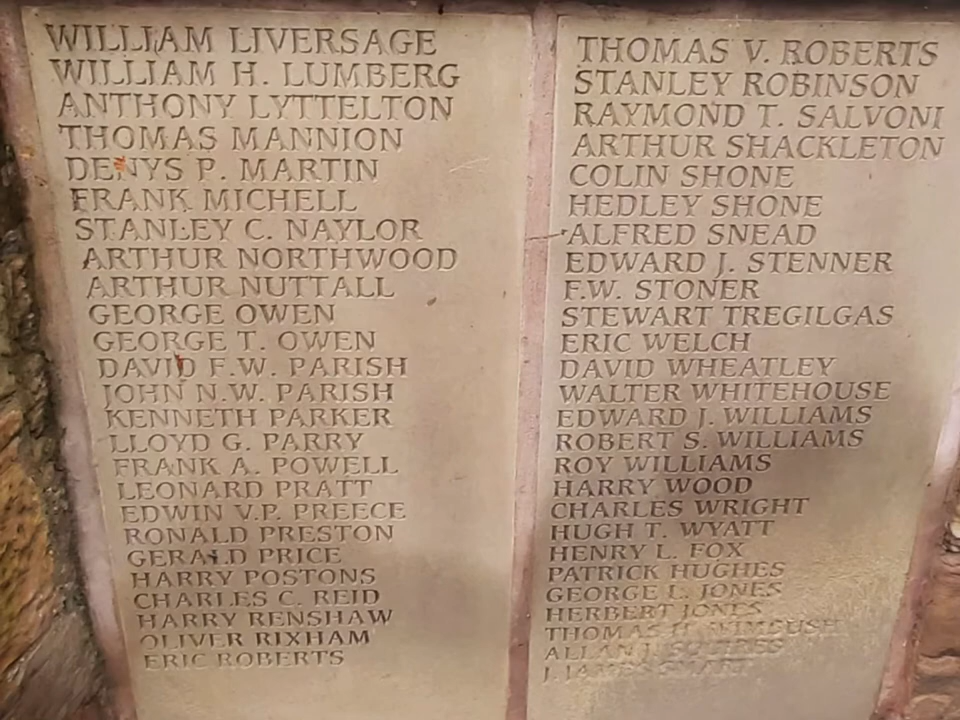 WILLIAM LIVERSAGE
WILLIAM H. LUMBERG
ANTHONY LYTTELTON
THOMAS MANNION
DENYS P. MARTIN
FRANK MICHELL
STANLEY C. NAYLOR
ARTHUR NORTHWOOD
ARTHUR NUTTALL
GEORGE OWEN
GEORGE T. OWEN
DAVID F.W. PARISH
JOHN N.W. PARISH
KENNETH PARKER
LLOYD G. PARRY
FRANK A. POWELL
LEONARD PRATT
EDWIN V.P. PREECE
RONALD PRESTON
GERALD PRICE
HARRY POSTONS
CHARLES C. REID
HARRY RENSHAW
OLIVER RIXHAM
ERIC ROBERTS
THOMAS V. ROBERTS
STANLEY ROBINSON
RAYMOND T. SALVONI
ARTHUR SHACKLETON
COLIN SHONE
HEDLEY SHONE
ALFRED SNEAD
EDWARD J. STENNER
F.W. STONER
STEWART TREGILGAS
ERIC WELCH
DAVID WHEATLEY
WALTER WHITEHOUSE
EDWARD J. WILLIAMS
ROBERT S. WILLIAMS
ROY WILLIAMS
HARRY WOOD
CHARLES WRIGHT
HUGH T. WYATT
HENRY L. FOX
PATRICK HUGHES
GEORGE L. JONES
HERBERT JONES
THOMAS H.
ALLAN J. SQUIRES
J. JAMES